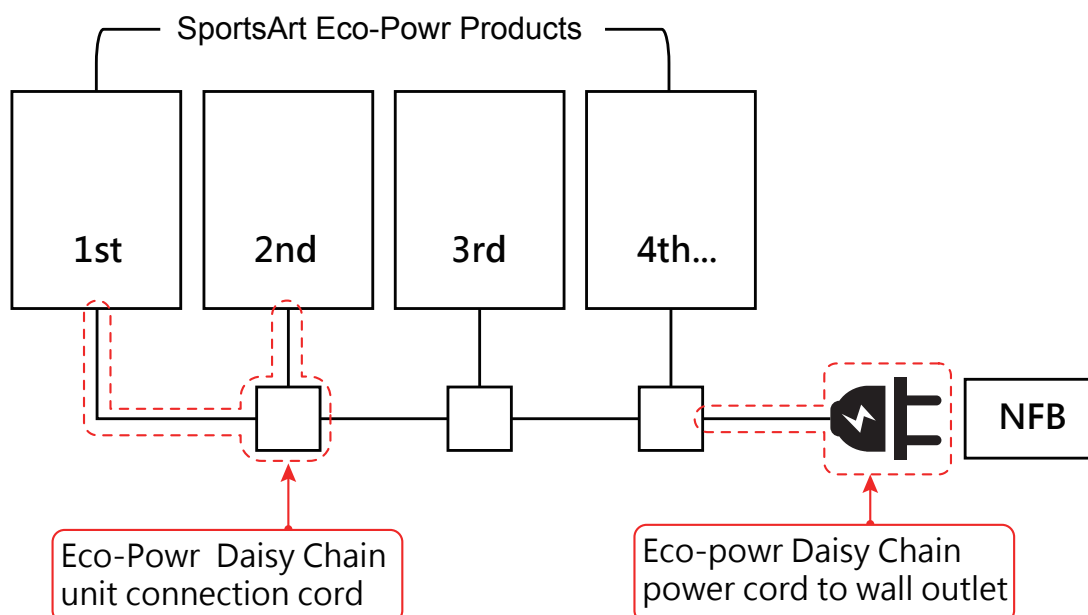 SportsArt Eco-Powr Products
1st
2nd
3rd
4th...
NFB
Eco-Powr Daisy Chain
unit connection cord
Eco-powr Daisy Chain
power cord to wall outlet